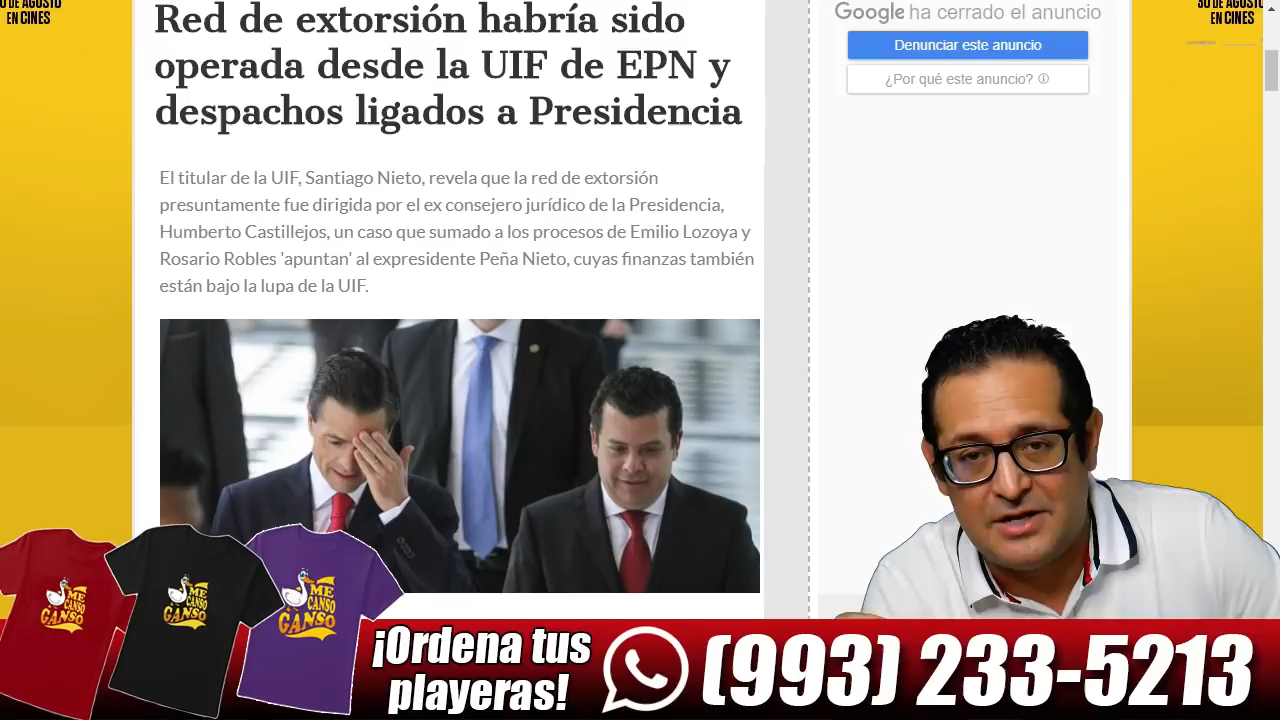 30 DE AGOSTO
EN CINES
Red de extorsión habría sido
operada desde la UIF de EPN y
despachos ligados a Presidencia
El titular de la UIF, Santiago Nieto, revela que la red de extorsión
presuntamente fue dirigida por el ex consejero jurídico de la Presidencia,
Humberto Castillejos, un caso que sumado a los procesos de Emilio Lozoya y
Rosario Robles 'apuntan' al expresidente Peña Nieto, cuyas finanzas también
están bajo la lupa de la UIF.
Google ha cerrado el anuncio
Denunciar este anuncio
¿Por qué este anuncio?
30 DE AGOSTO
EN CINES
ME
CANSO
GANSO
ME
CANSO
GANSO
ME
CANSO
GANSO
¡Ordena tus
playeras!
(993) 233-5213